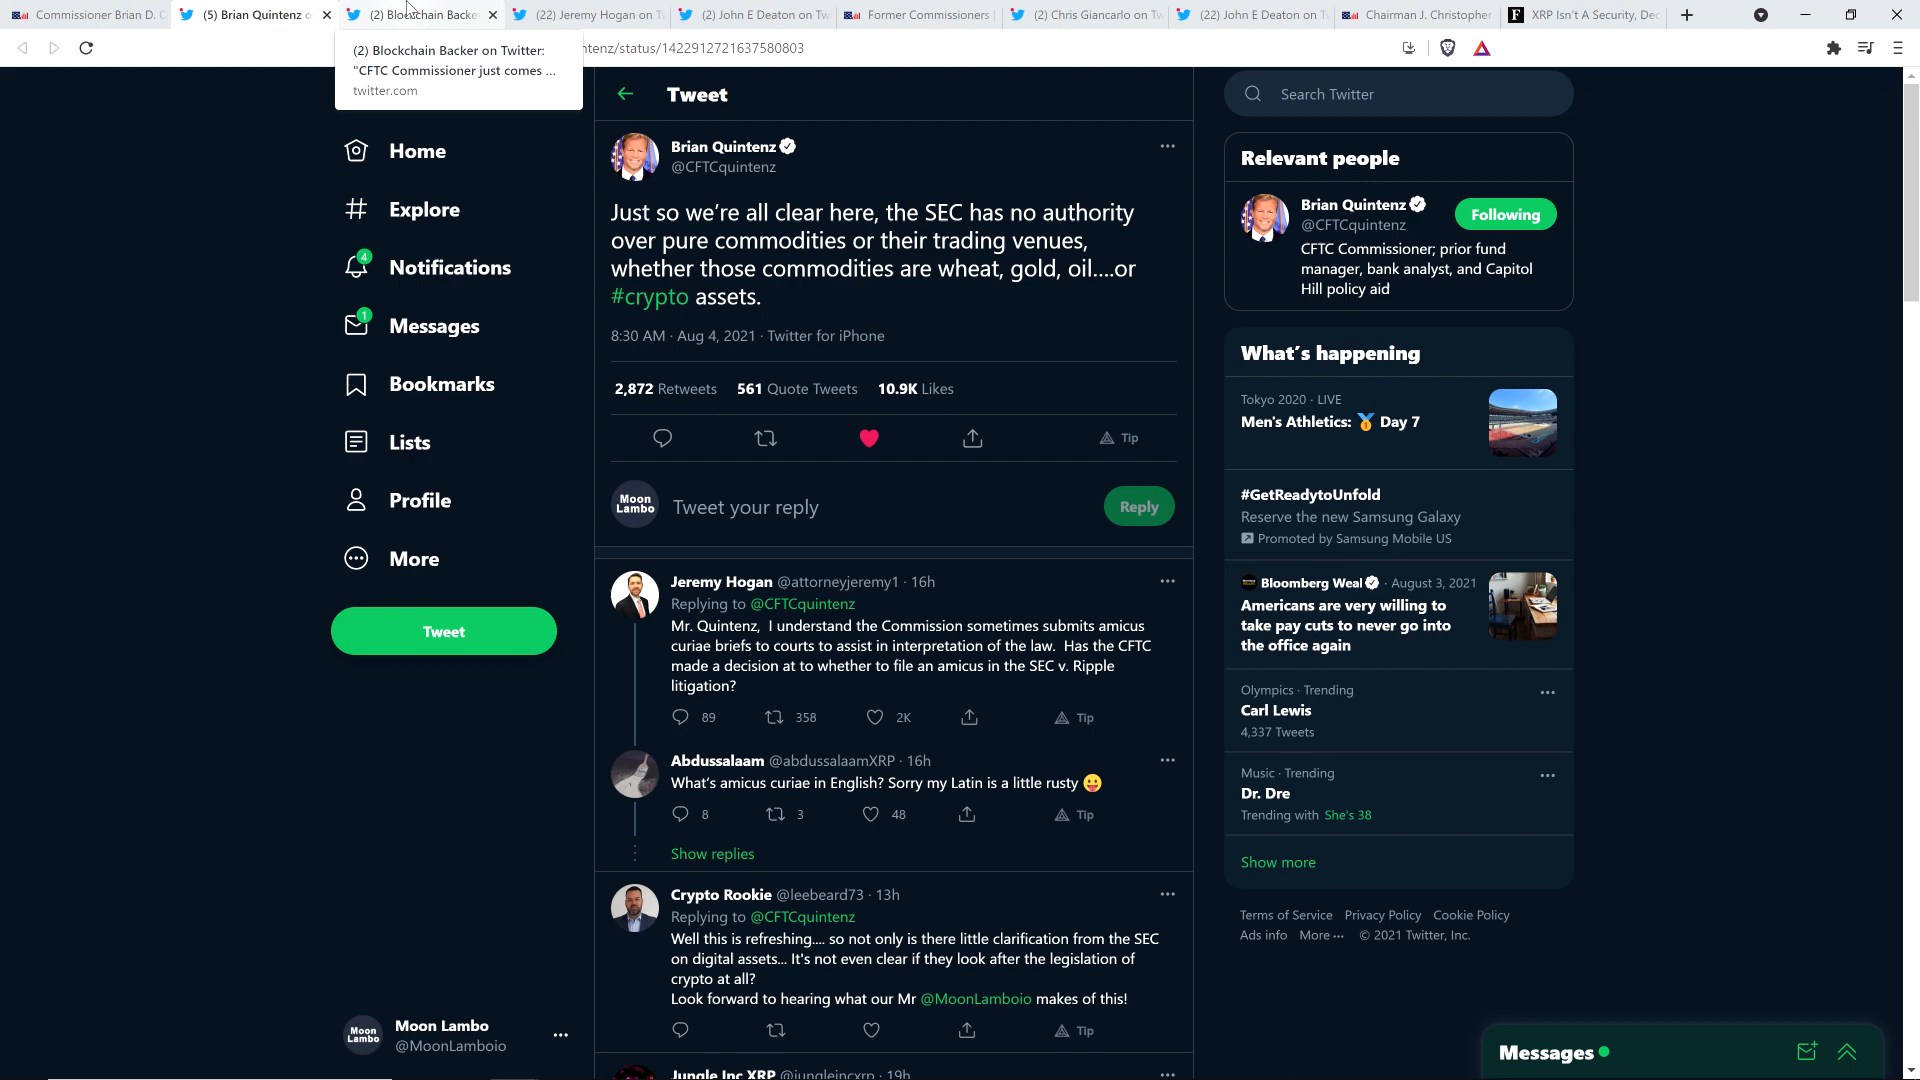 Commissioner Brian D. C
(5) Brian Quintenz o
(2) Blockchain Backe
(22) Jeremy Hogan on T
(2) John E Deaton on Tw
Former Commissioners
(2) Chris Giancarlo on Tw
(22) John E Deaton on Tw
Chairman J. Christopher
XRP Isn't A Security, Dec
ntenz/status/1422912721637580803
(2) Blockchain Backer on Twitter:
"CFTC Commissioner just comes ...
twitter.com
Home
Explore
4
Notifications
1
Messages
Bookmarks
Lists
Profile
More
Tweet
Moon Lambo
Moon Lambo
@MoonLamboio
Tweet
Brian Quintenz
@CFTCquintenz
Just so we're all clear here, the SEC has no authority
over pure commodities or their trading venues,
whether those commodities are wheat, gold, oil....or
#crypto assets.
8:30 AM · Aug 4, 2021 · Twitter for iPhone
2,872 Retweets 561 Quote Tweets 10.9K Likes
Tip
Moon Lambo
Tweet your reply
Reply
Jeremy Hogan @attorneyjeremy1 · 16h
Replying to @CFTCquintenz
Mr. Quintenz, I understand the Commission sometimes submits amicus
curiae briefs to courts to assist in interpretation of the law. Has the CFTC
made a decision at to whether to file an amicus in the SEC v. Ripple
litigation?
89 358 2K Tip
Abdussalaam @abdussalaamXRP · 16h
What's amicus curiae in English? Sorry my Latin is a little rusty 😛
8 3 48 Tip
Show replies
Crypto Rookie @leebeard73 · 13h
Replying to @CFTCquintenz
Well this is refreshing.... so not only is there little clarification from the SEC
on digital assets... It's not even clear if they look after the legislation of
crypto at all?
Look forward to hearing what our Mr @MoonLamboio makes of this!
Tip
Jungle Inc XRP @jungleincxrp · 19h
Search Twitter
Relevant people
Brian Quintenz
@CFTCquintenz
Following
CFTC Commissioner; prior fund
manager, bank analyst, and Capitol
Hill policy aid
What's happening
Tokyo 2020 · LIVE
Men's Athletics: 🏅 Day 7
#GetReadytoUnfold
Reserve the new Samsung Galaxy
Promoted by Samsung Mobile US
Bloomberg Weal · August 3, 2021
Americans are very willing to
take pay cuts to never go into
the office again
Olympics · Trending
Carl Lewis
4,337 Tweets
Music · Trending
Dr. Dre
Trending with She's 38
Show more
Terms of Service Privacy Policy Cookie Policy
Ads info More ··· © 2021 Twitter, Inc.
Messages